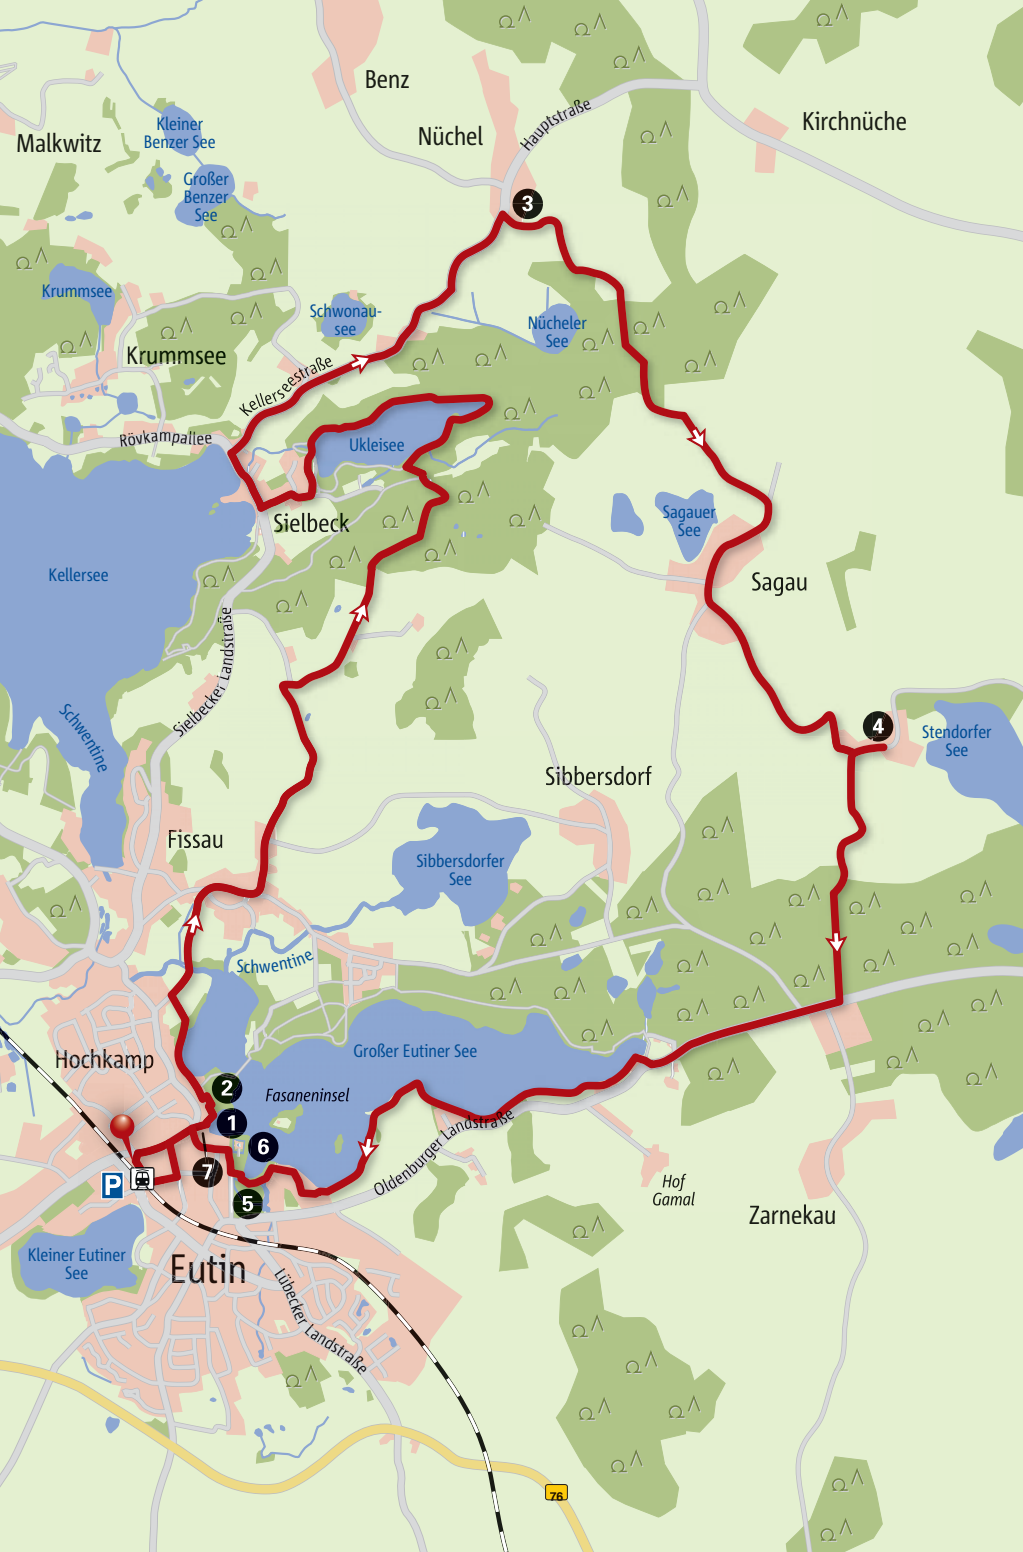 Benz
Kirchnüche
Hauptstraße
Nüchel
Kleiner
Benzer See
Malkwitz
Großer
Benzer
See
3
Krummsee
Schwonau-
see
Nücheler
See
Krummsee
Kellerseestraße
Rövkampallee
Ukleisee
Sielbeck
Sagauer
See
Kellersee
Sagau
Sielbecker Landstraße
Schwentine
4
Stendorfer
See
Sibbersdorf
Fissau
Sibbersdorfer
See
Schwentine
Hochkamp
Großer Eutiner See
2
Fasaneninsel
1
6
Oldenburger Landstraße
7
P
5
Hof
Gamal
Zarnekau
Kleiner Eutiner
See
Eutin
Lübecker Landstraße
76